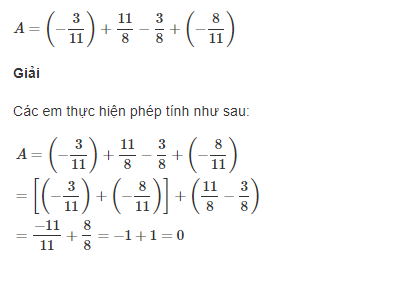 A = (−3/11) + 11/8 − 3/8 + (−8/11)
Giải
Các em thực hiện phép tính như sau:
A = (−3/11) + 11/8 − 3/8 + (−8/11)
= [(−3/11) + (−8/11)] + (11/8 − 3/8)
= −11/11 + 8/8 = −1 + 1 = 0